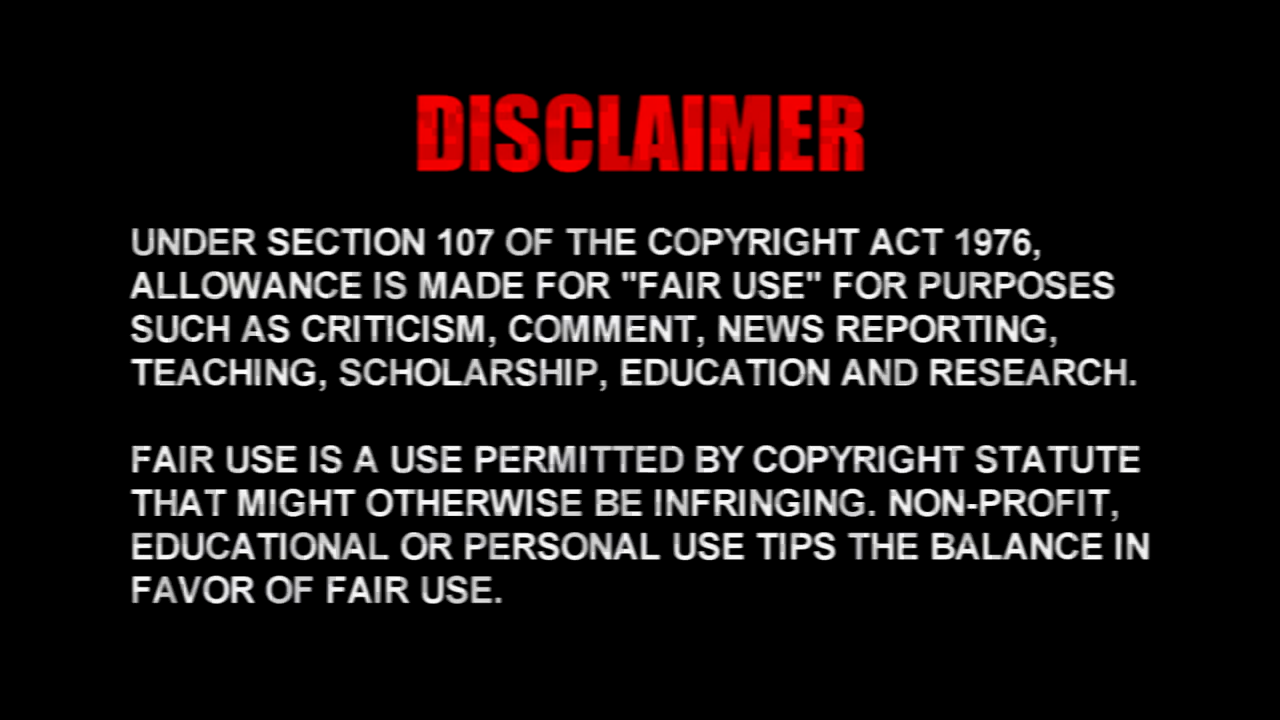 DISCLAIMER
UNDER SECTION 107 OF THE COPYRIGHT ACT 1976,
ALLOWANCE IS MADE FOR "FAIR USE" FOR PURPOSES
SUCH AS CRITICISM, COMMENT, NEWS REPORTING,
TEACHING, SCHOLARSHIP, EDUCATION AND RESEARCH.
FAIR USE IS A USE PERMITTED BY COPYRIGHT STATUTE
THAT MIGHT OTHERWISE BE INFRINGING. NON-PROFIT,
EDUCATIONAL OR PERSONAL USE TIPS THE BALANCE IN
FAVOR OF FAIR USE.